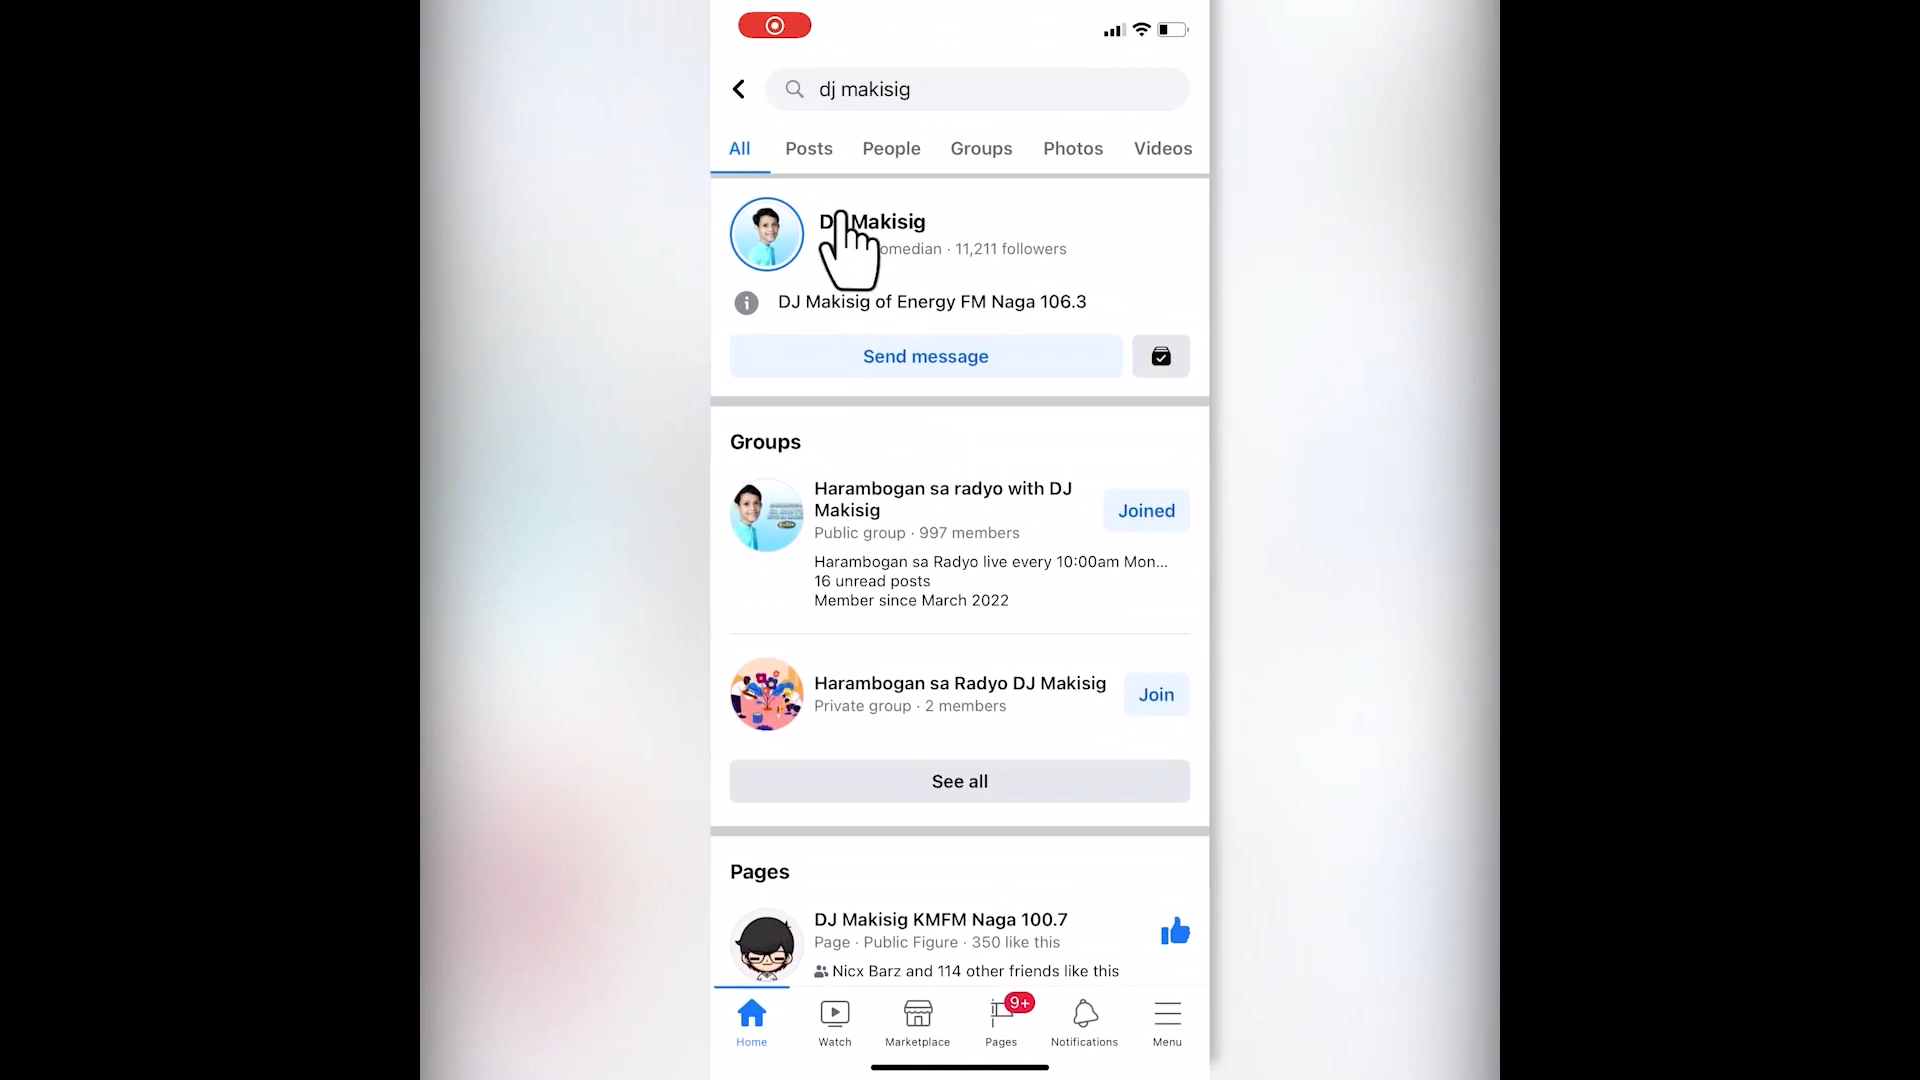 dj makisig
All Posts People Groups Photos Videos
Makisig
11,211 followers
DJ Makisig of Energy FM Naga 106.3
Send message
Groups
Harambogan sa radyo with DJ
Makisig
Joined
Public group · 997 members
Harambogan sa Radyo live every 10:00am Mon...
16 unread posts
Member since March 2022
Harambogan sa Radyo DJ Makisig
Join
Private group · 2 members
See all
Pages
DJ Makisig KMFM Naga 100.7
Page · Public Figure · 350 like this
Nicx Barz and 114 other friends like this
9+
Home Watch Marketplace Pages Notifications Menu